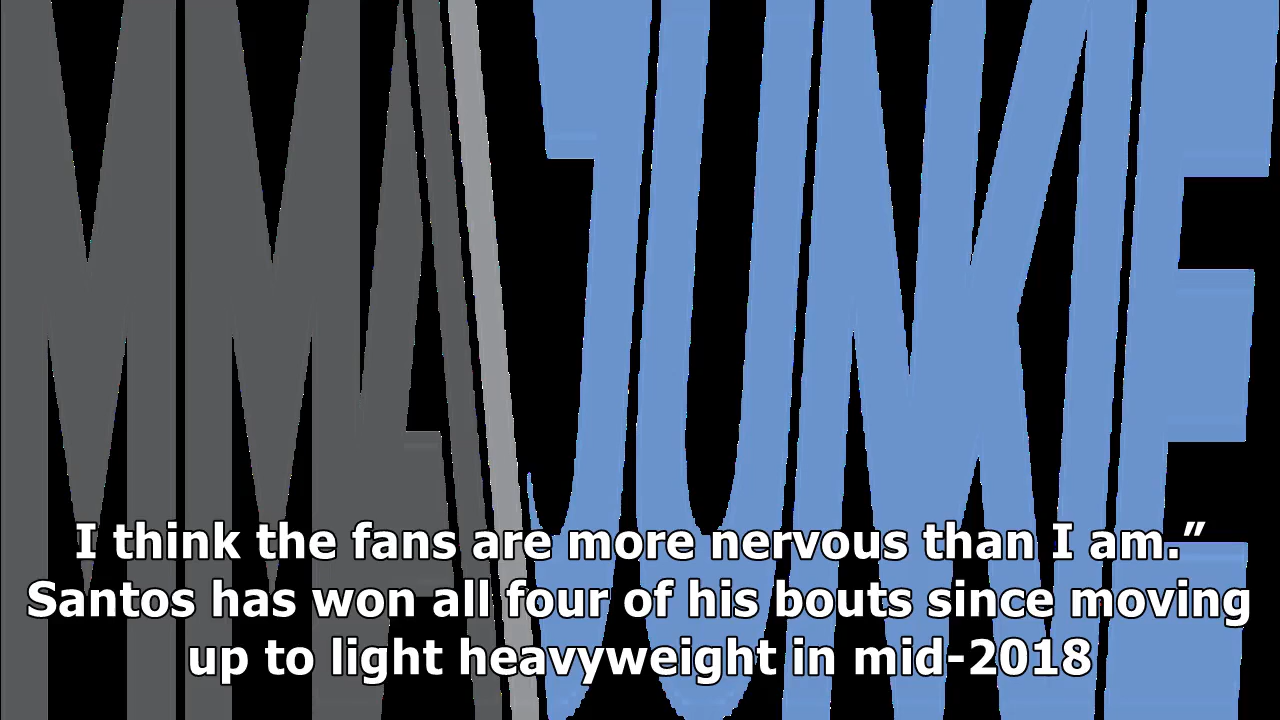 MMA JUNKIE
I think the fans are more nervous than I am.”
Santos has won all four of his bouts since moving
up to light heavyweight in mid-2018